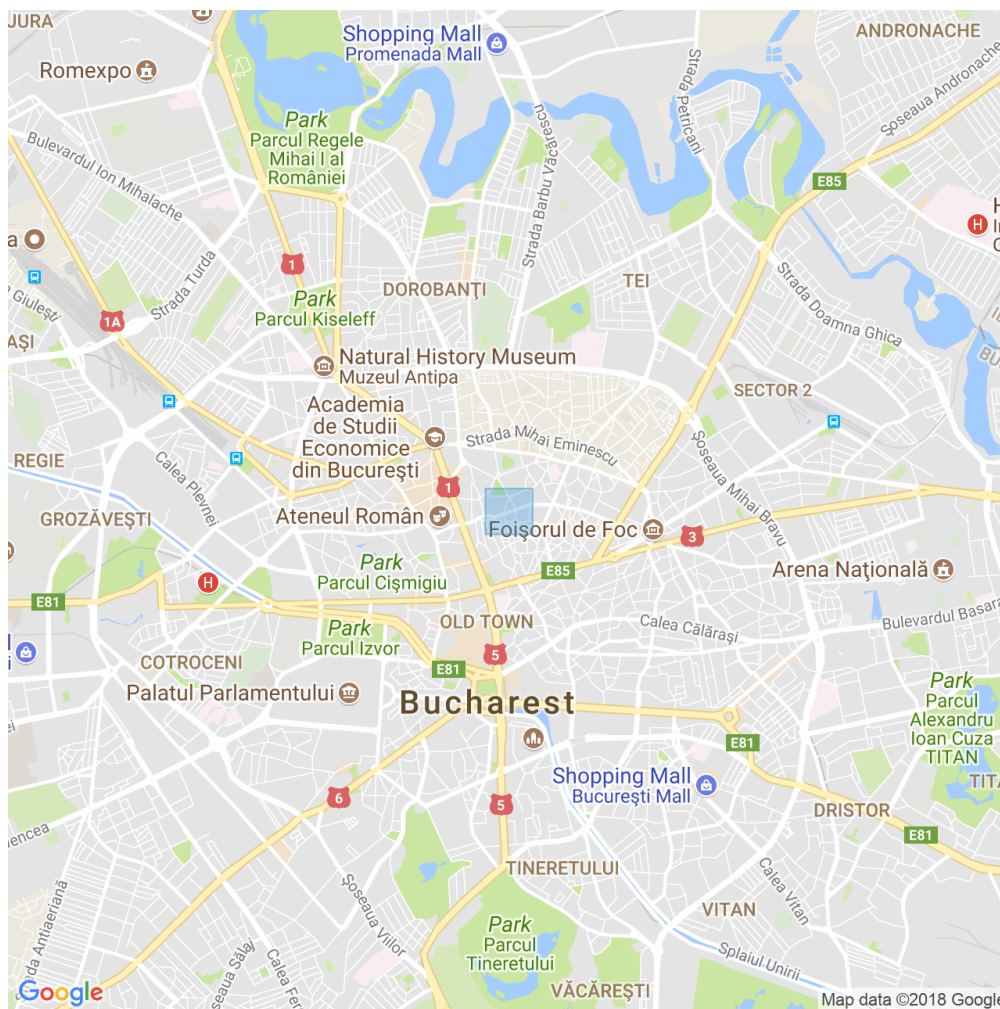 JURA
Shopping Mall
Promenada Mall
ANDRONACHE
Romexpo
Strada Petricani
Șoseaua Andronache
Park
Parcul Regele
Mihai I al
României
Bulevardul Ion Mihalache
Strada Barbu Văcărescu
E85
H
Strada Turda
1
DOROBANȚI
TEI
Giulești
Park
Parcul Kiseleff
Strada Doamna Ghica
1A
Natural History Museum
Muzeul Antipa
SECTOR 2
Academia
de Studii
Economice
din București
Strada Mihai Eminescu
REGIE
Calea Plevnei
Șoseaua Mihai Bravu
1
GROZĂVEȘTI
Ateneul Român
Foișorul de Foc
3
Park
Parcul Cișmigiu
E85
Arena Națională
H
E81
OLD TOWN
Calea Călărași
Bulevardul Basara
Park
Parcul Izvor
5
COTROCENI
E81
Palatul Parlamentului
Bucharest
Park
Parcul
Alexandru
Ioan Cuza
TITAN
E81
Shopping Mall
București Mall
6
5
DRISTOR
E81
TINERETULUI
Calea Vitan
Șoseaua Viilor
VITAN
Park
Parcul
Tineretului
Splaiul Unirii
VĂCĂREȘTI
Google
Map data ©2018 Google